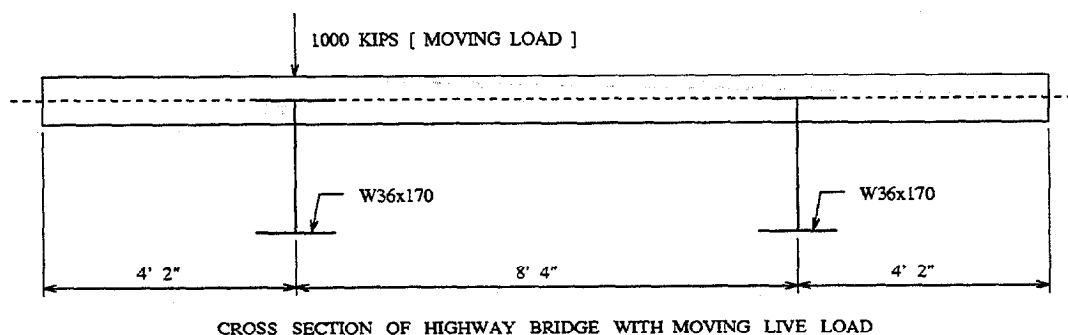 1000 KIPS [ MOVING LOAD ]
W36x170
W36x170
4' 2"
8' 4"
4' 2"
CROSS SECTION OF HIGHWAY BRIDGE WITH MOVING LIVE LOAD